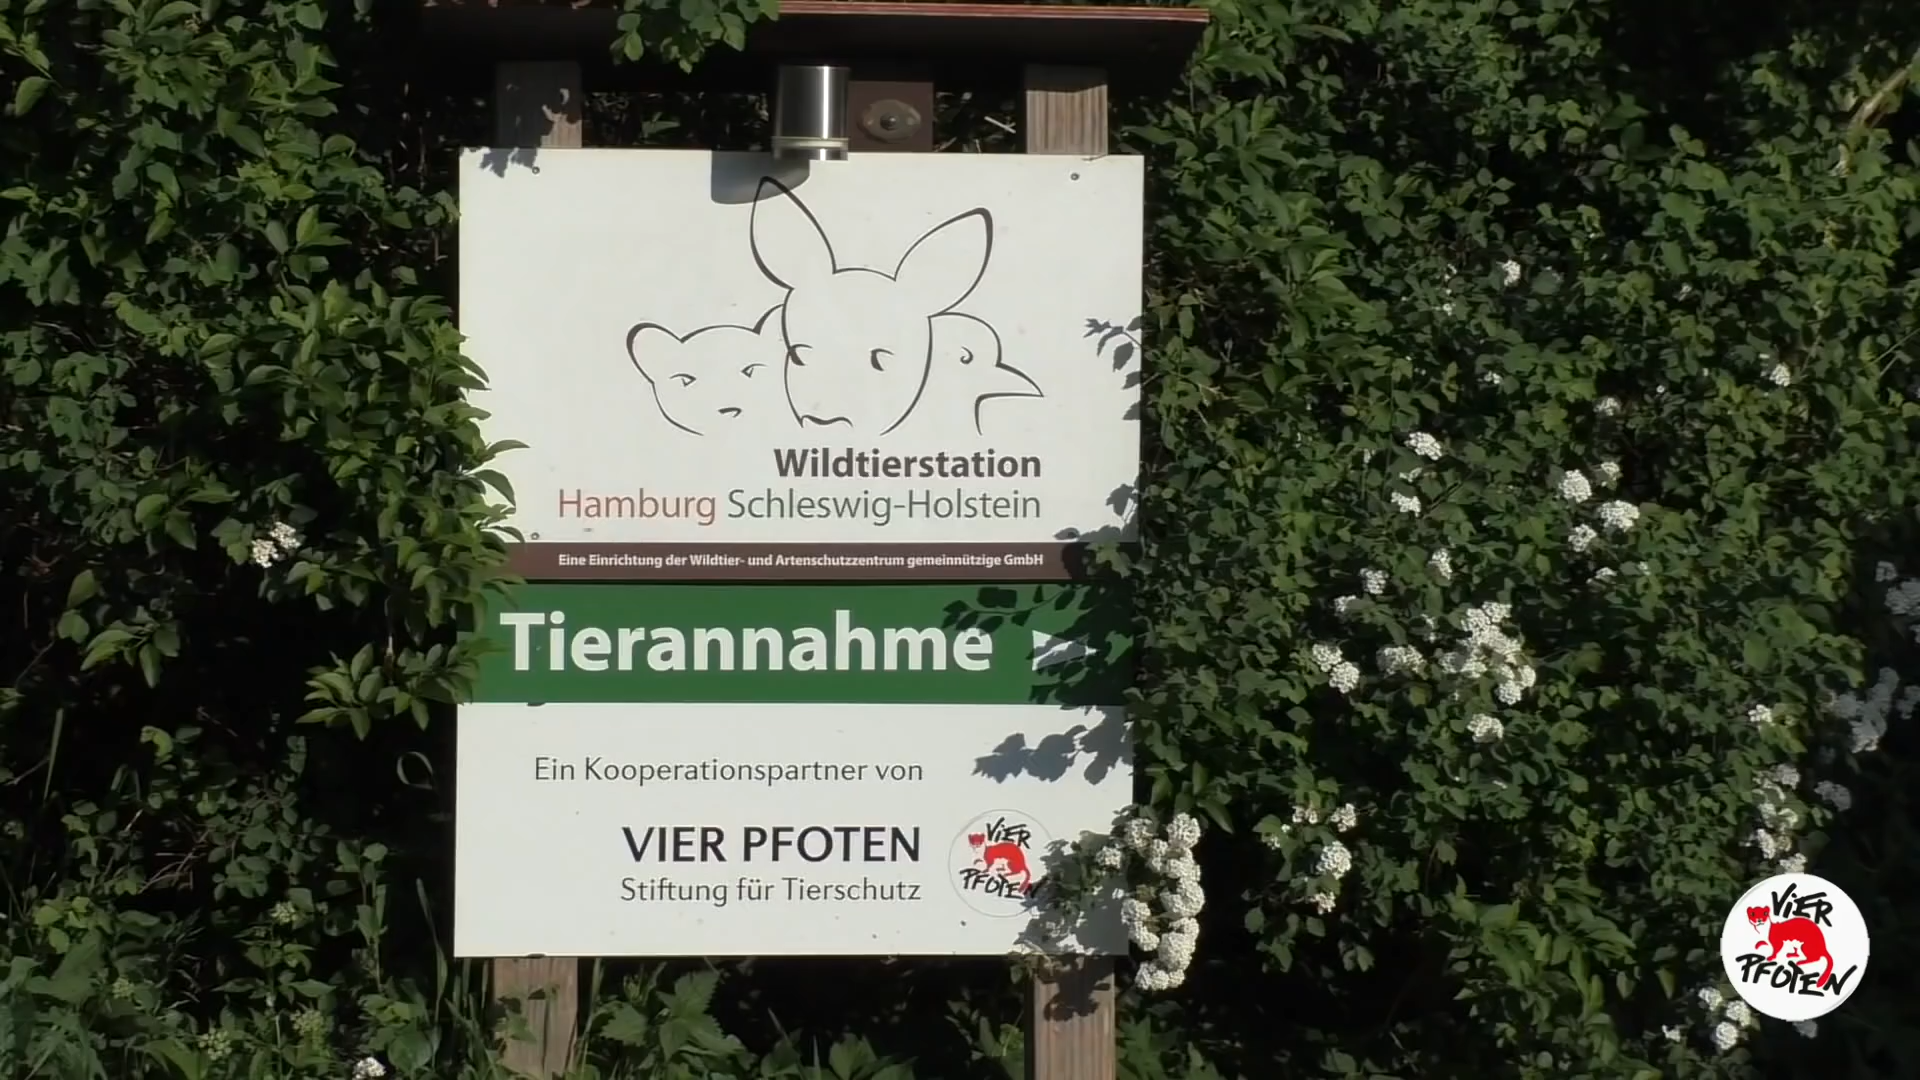 Wildtierstation
Hamburg Schleswig-Holstein
Eine Einrichtung der Wildtier- und Artenschutzzentrum gemeinnützige GmbH
Tierannahme
Ein Kooperationspartner von
VIER PFOTEN
Stiftung für Tierschutz
VIER
PFOTEN
VIER
PFOTEN